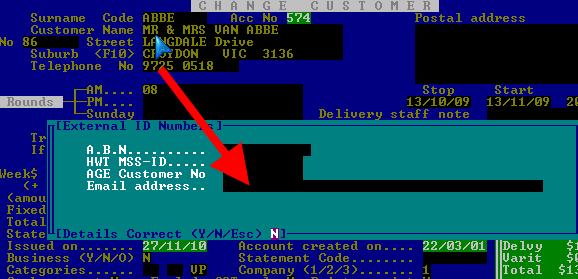 CHANGE CUSTOMER
Surname Code ABBE Acc No 574 Postal address
Customer Name MR & MRS VAN ABBE
No 86 Street LANGDALE Drive
Suburb (F10) CROYDON VIC 3136
Telephone No 9725 0518
AM.... 08 Stop Start
Rounds PM.... 13/10/09 13/11/09 20
Sunday Delivery staff note
[External ID Numbers]
Tr
If A.B.N..........
HWT MSS-ID.....
Week$ AGE Customer No
(+ Email address..
(amou
Fixed
Total
State [Details Correct (Y/N/Esc) N]
Issued on....... 27/11/10 Account created on..... 22/03/01 Delvy $
Business (Y/N/O) N Statement Code....... Varit $
Categories...... VP Company (1/2/3)...... 1 Total $